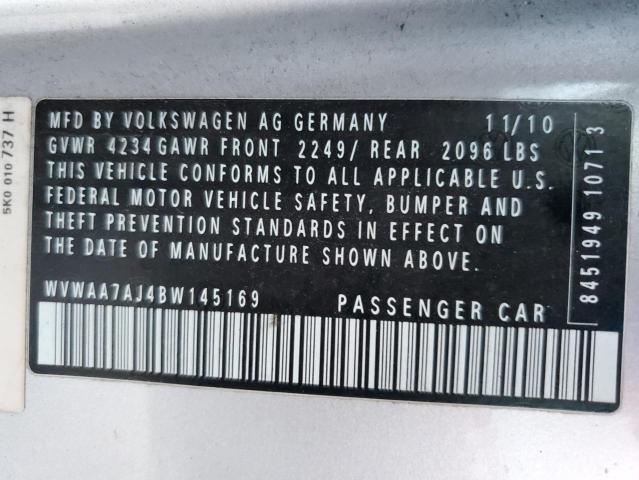 MFD BY VOLKSWAGEN AG GERMANY 11/10
GVWR 4234 GAWR FRONT 2249/ REAR 2096 LBS
THIS VEHICLE CONFORMS TO ALL APPLICABLE U.S.
FEDERAL MOTOR VEHICLE SAFETY, BUMPER AND
THEFT PREVENTION STANDARDS IN EFFECT ON
THE DATE OF MANUFACTURE SHOWN ABOVE.
WVWAA7AJ4BW145169 PASSENGER CAR
8451949 1071 3
5K0 010 737 H